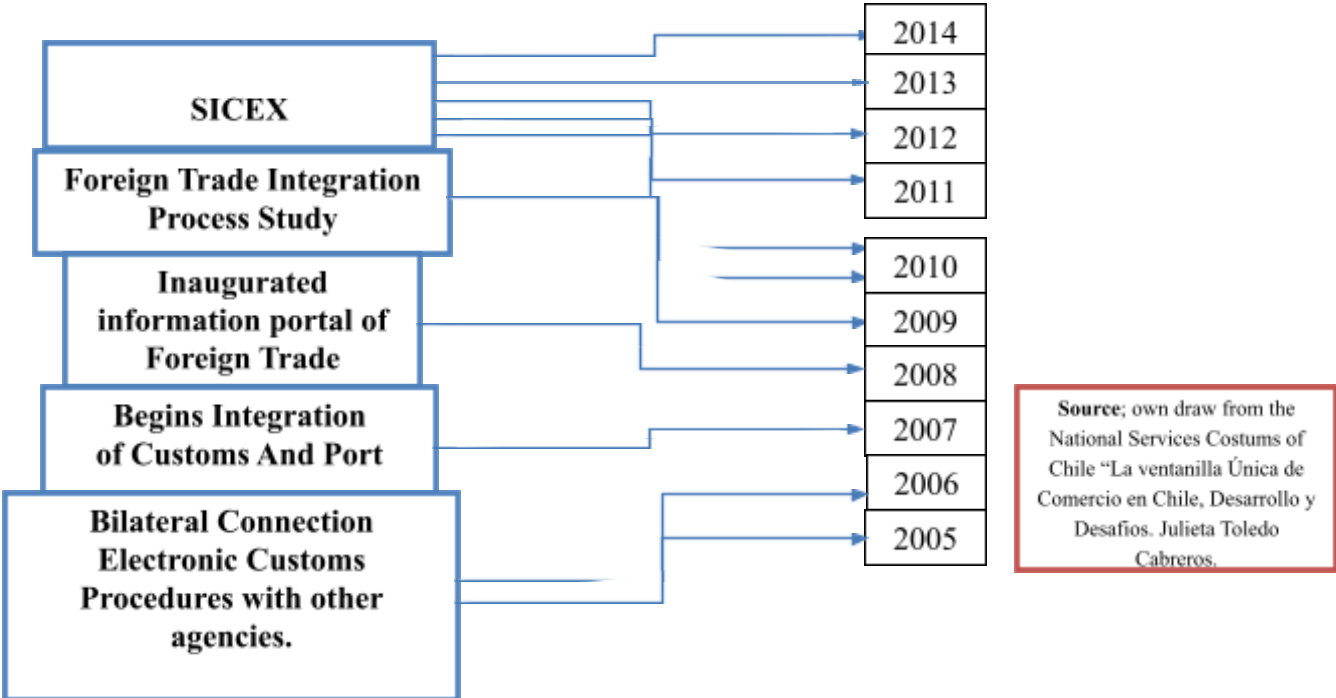 SICEX
Foreign Trade Integration
Process Study
Inaugurated
information portal of
Foreign Trade
Begins Integration
of Customs And Port
Bilateral Connection
Electronic Customs
Procedures with other
agencies.
2014
2013
2012
2011
2010
2009
2008
2007
2006
2005
Source; own draw from the
National Services Costums of
Chile “La ventanilla Única de
Comercio en Chile, Desarrollo y
Desafios. Julieta Toledo
Cabreros.